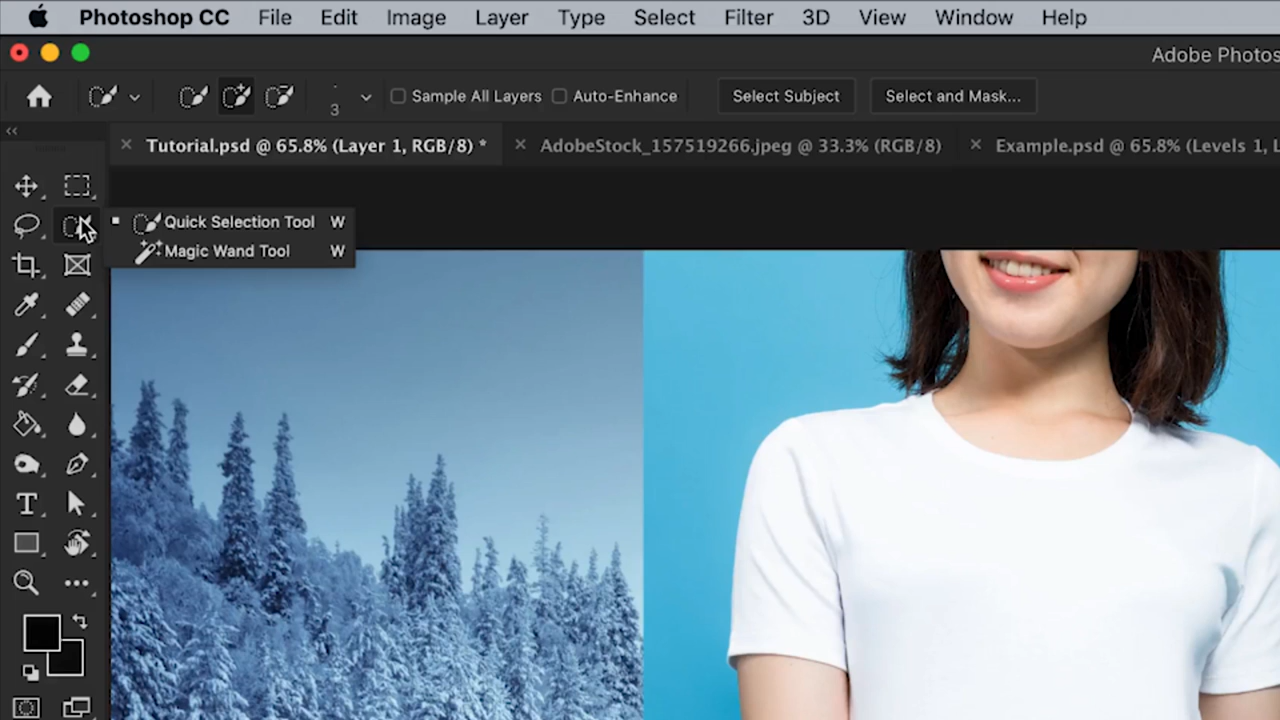 Photoshop CC File Edit Image Layer Type Select Filter 3D View Window Help
Adobe Photos
3 Sample All Layers Auto-Enhance Select Subject Select and Mask...
Tutorial.psd @ 65.8% (Layer 1, RGB/8) * AdobeStock_157519266.jpeg @ 33.3% (RGB/8) Example.psd @ 65.8% (Levels 1, L
Quick Selection Tool W
Magic Wand Tool W